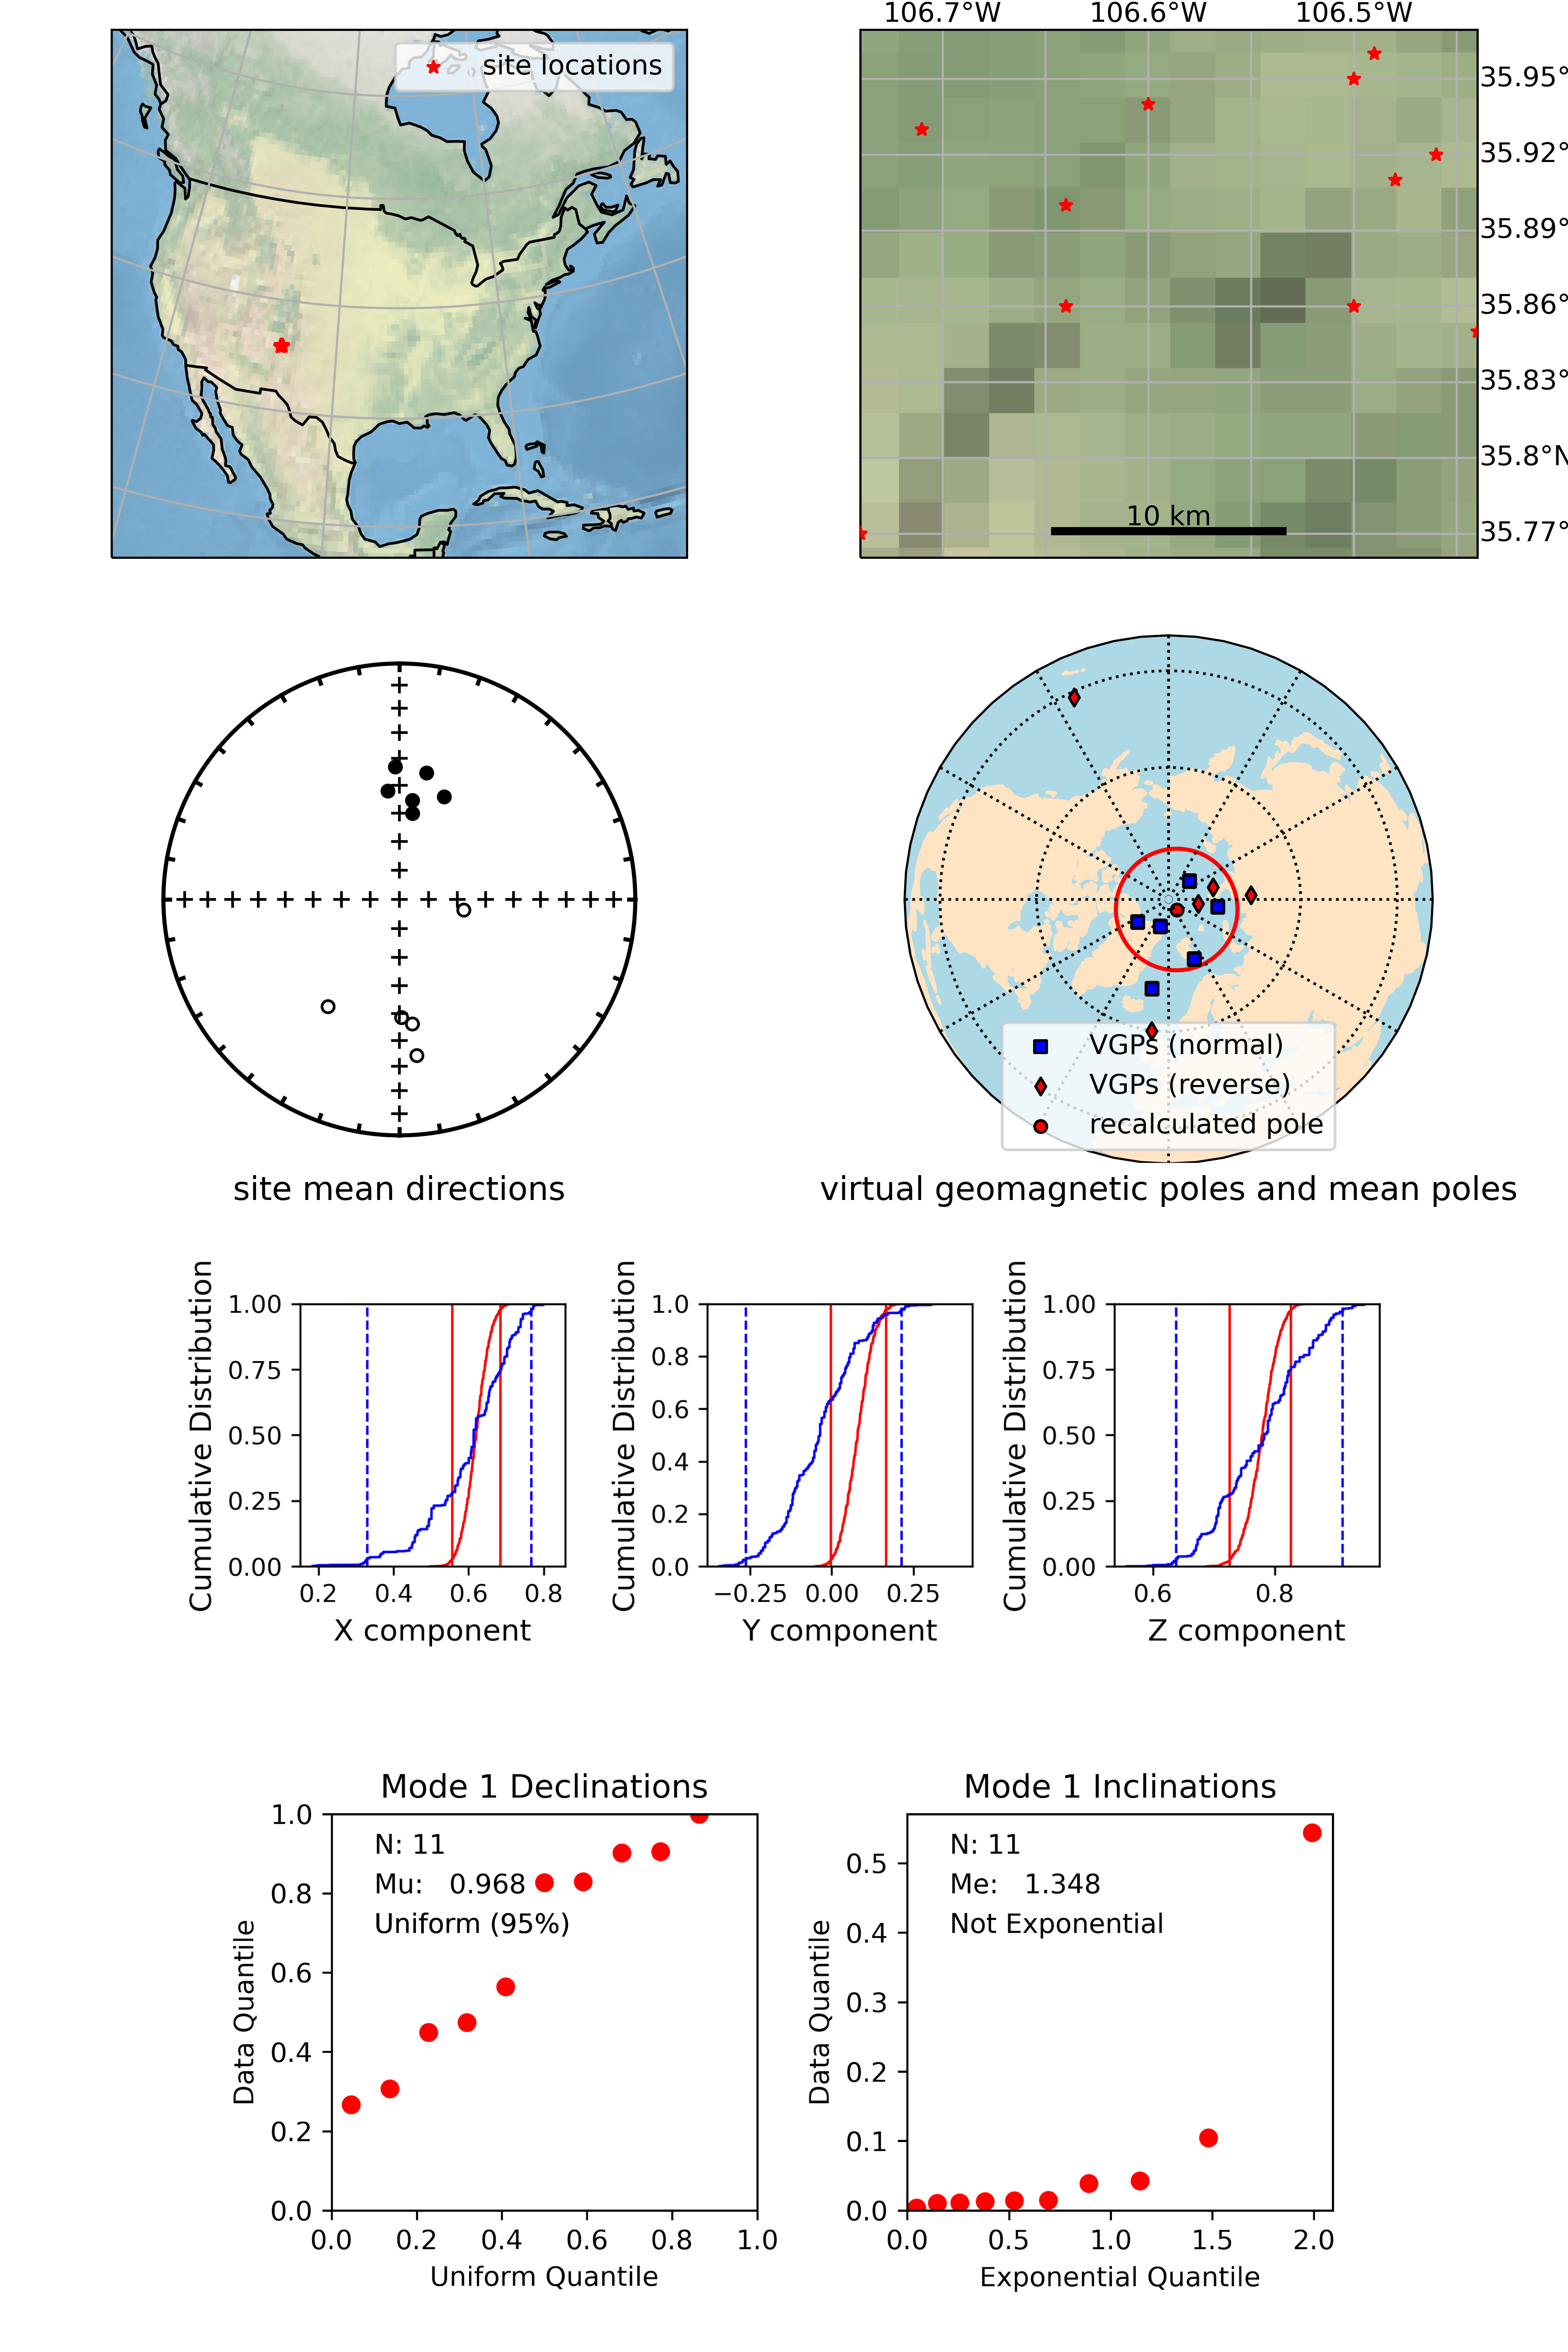 106.7°W 106.6°W 106.5°W
site locations
35.95°
35.92°
35.89°
35.86°
35.83°
35.8°N
35.77°
10 km
VGPs (normal)
VGPs (reverse)
recalculated pole
site mean directions
virtual geomagnetic poles and mean poles
Cumulative Distribution
1.00
0.75
0.50
0.25
0.00
0.2 0.4 0.6 0.8
X component
Cumulative Distribution
1.0
0.8
0.6
0.4
0.2
0.0
−0.25 0.00 0.25
Y component
Cumulative Distribution
1.00
0.75
0.50
0.25
0.00
0.6 0.8
Z component
Mode 1 Declinations
N: 11
Mu: 0.968
Uniform (95%)
Data Quantile
1.0
0.8
0.6
0.4
0.2
0.0
0.0 0.2 0.4 0.6 0.8 1.0
Uniform Quantile
Mode 1 Inclinations
N: 11
Me: 1.348
Not Exponential
Data Quantile
0.5
0.4
0.3
0.2
0.1
0.0
0.0 0.5 1.0 1.5 2.0
Exponential Quantile